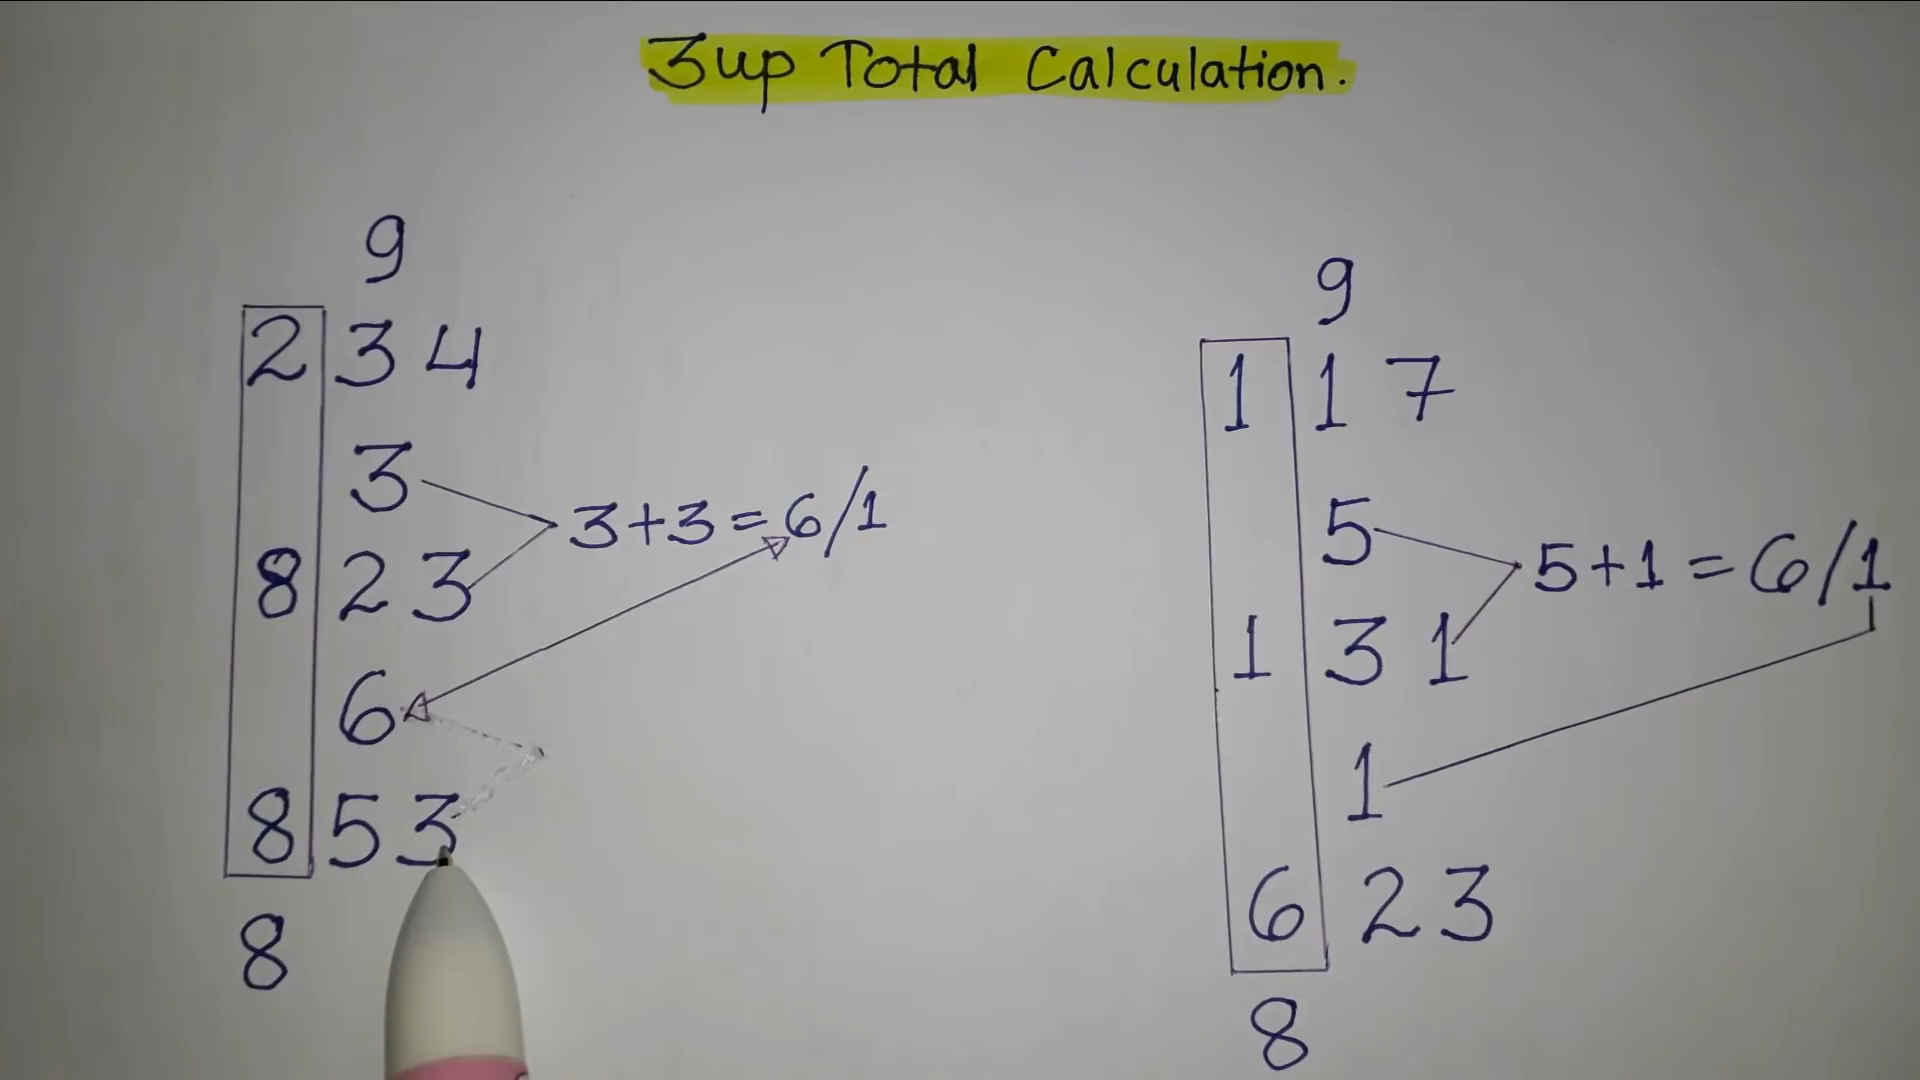 3up Total Calculation.
9
2 3 4
3
3+3=6/1
8 2 3
6
8 5 3
8
9
1 1 7
5
5+1=6/1
1 3 1
1
6 2 3
8